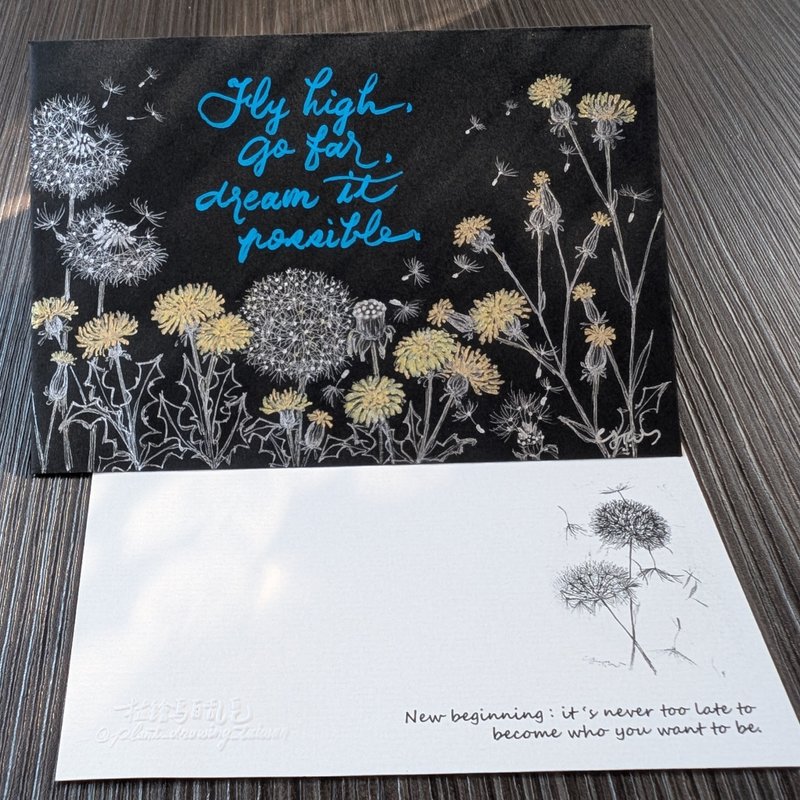 Fly high,
Go far,
dream it
possible.
New beginning : it's never too late to
become who you want to be.